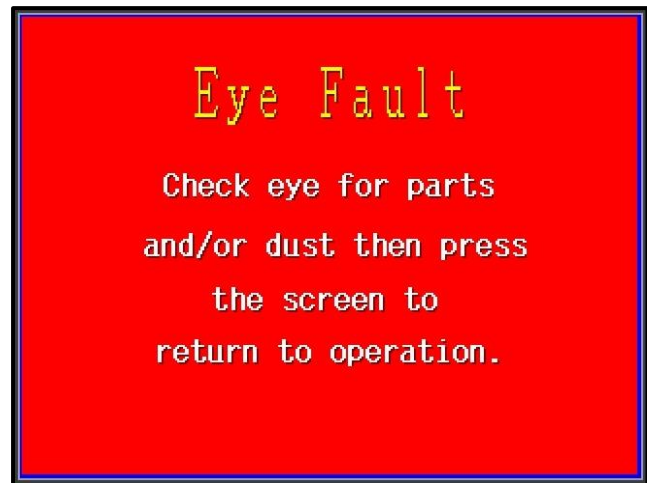 Eye Fault
Check eye for parts
and/or dust then press
the screen to
return to operation.